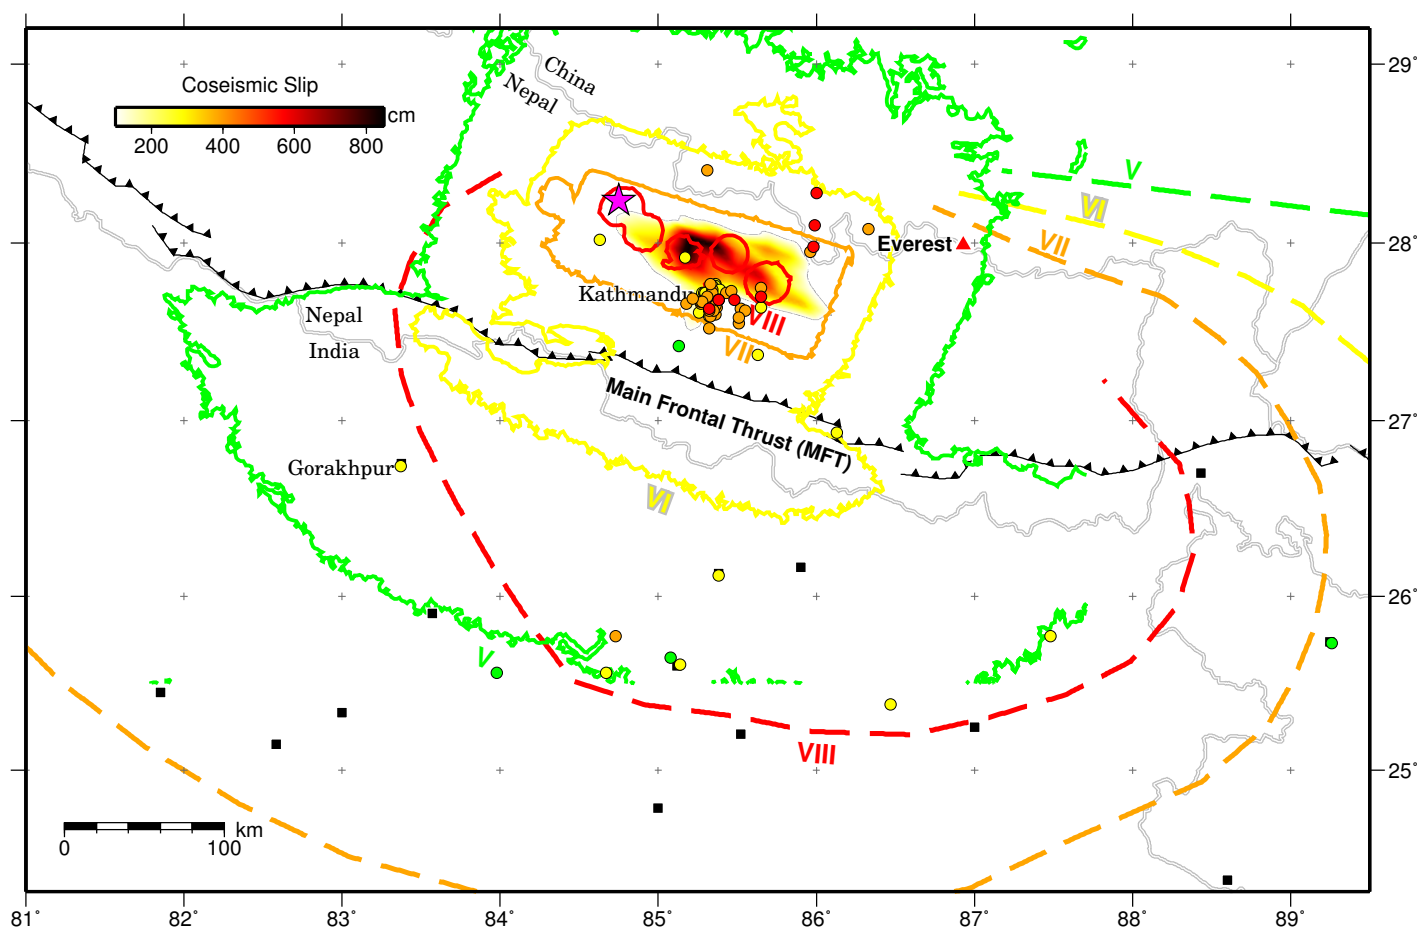 Coseismic Slip
cm
200 400 600 800
China
Nepal
29°
V
VI
VII
Everest
28°
Kathmandu
VIII
VII
Nepal
India
Main Frontal Thrust (MFT)
27°
Gorakhpur
VI
26°
V
VIII
25°
km
0 100
81° 82° 83° 84° 85° 86° 87° 88° 89°